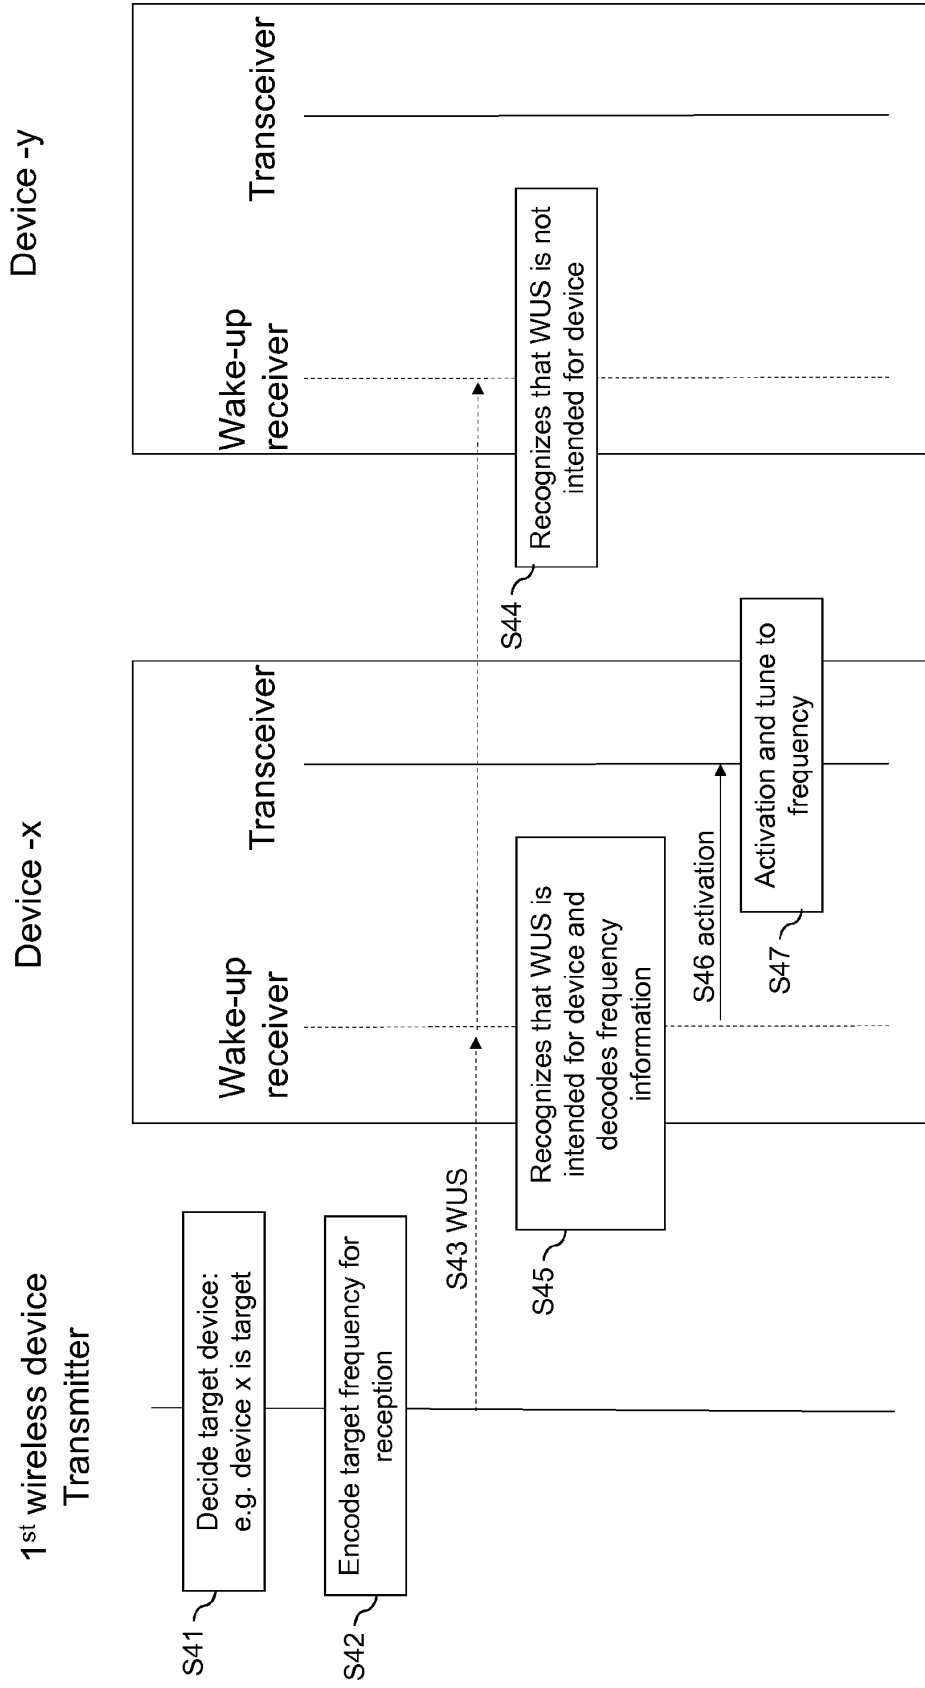 1st wireless device
Transmitter
Device -x
Device -y
Wake-up
receiver
Transceiver
Wake-up
receiver
Transceiver
S41
Decide target device:
e.g. device x is target
S42
Encode target frequency for
reception
S43 WUS
S44
Recognizes that WUS is not
intended for device
S45
Recognizes that WUS is
intended for device and
decodes frequency
information
S46 activation
S47
Activation and tune to
frequency